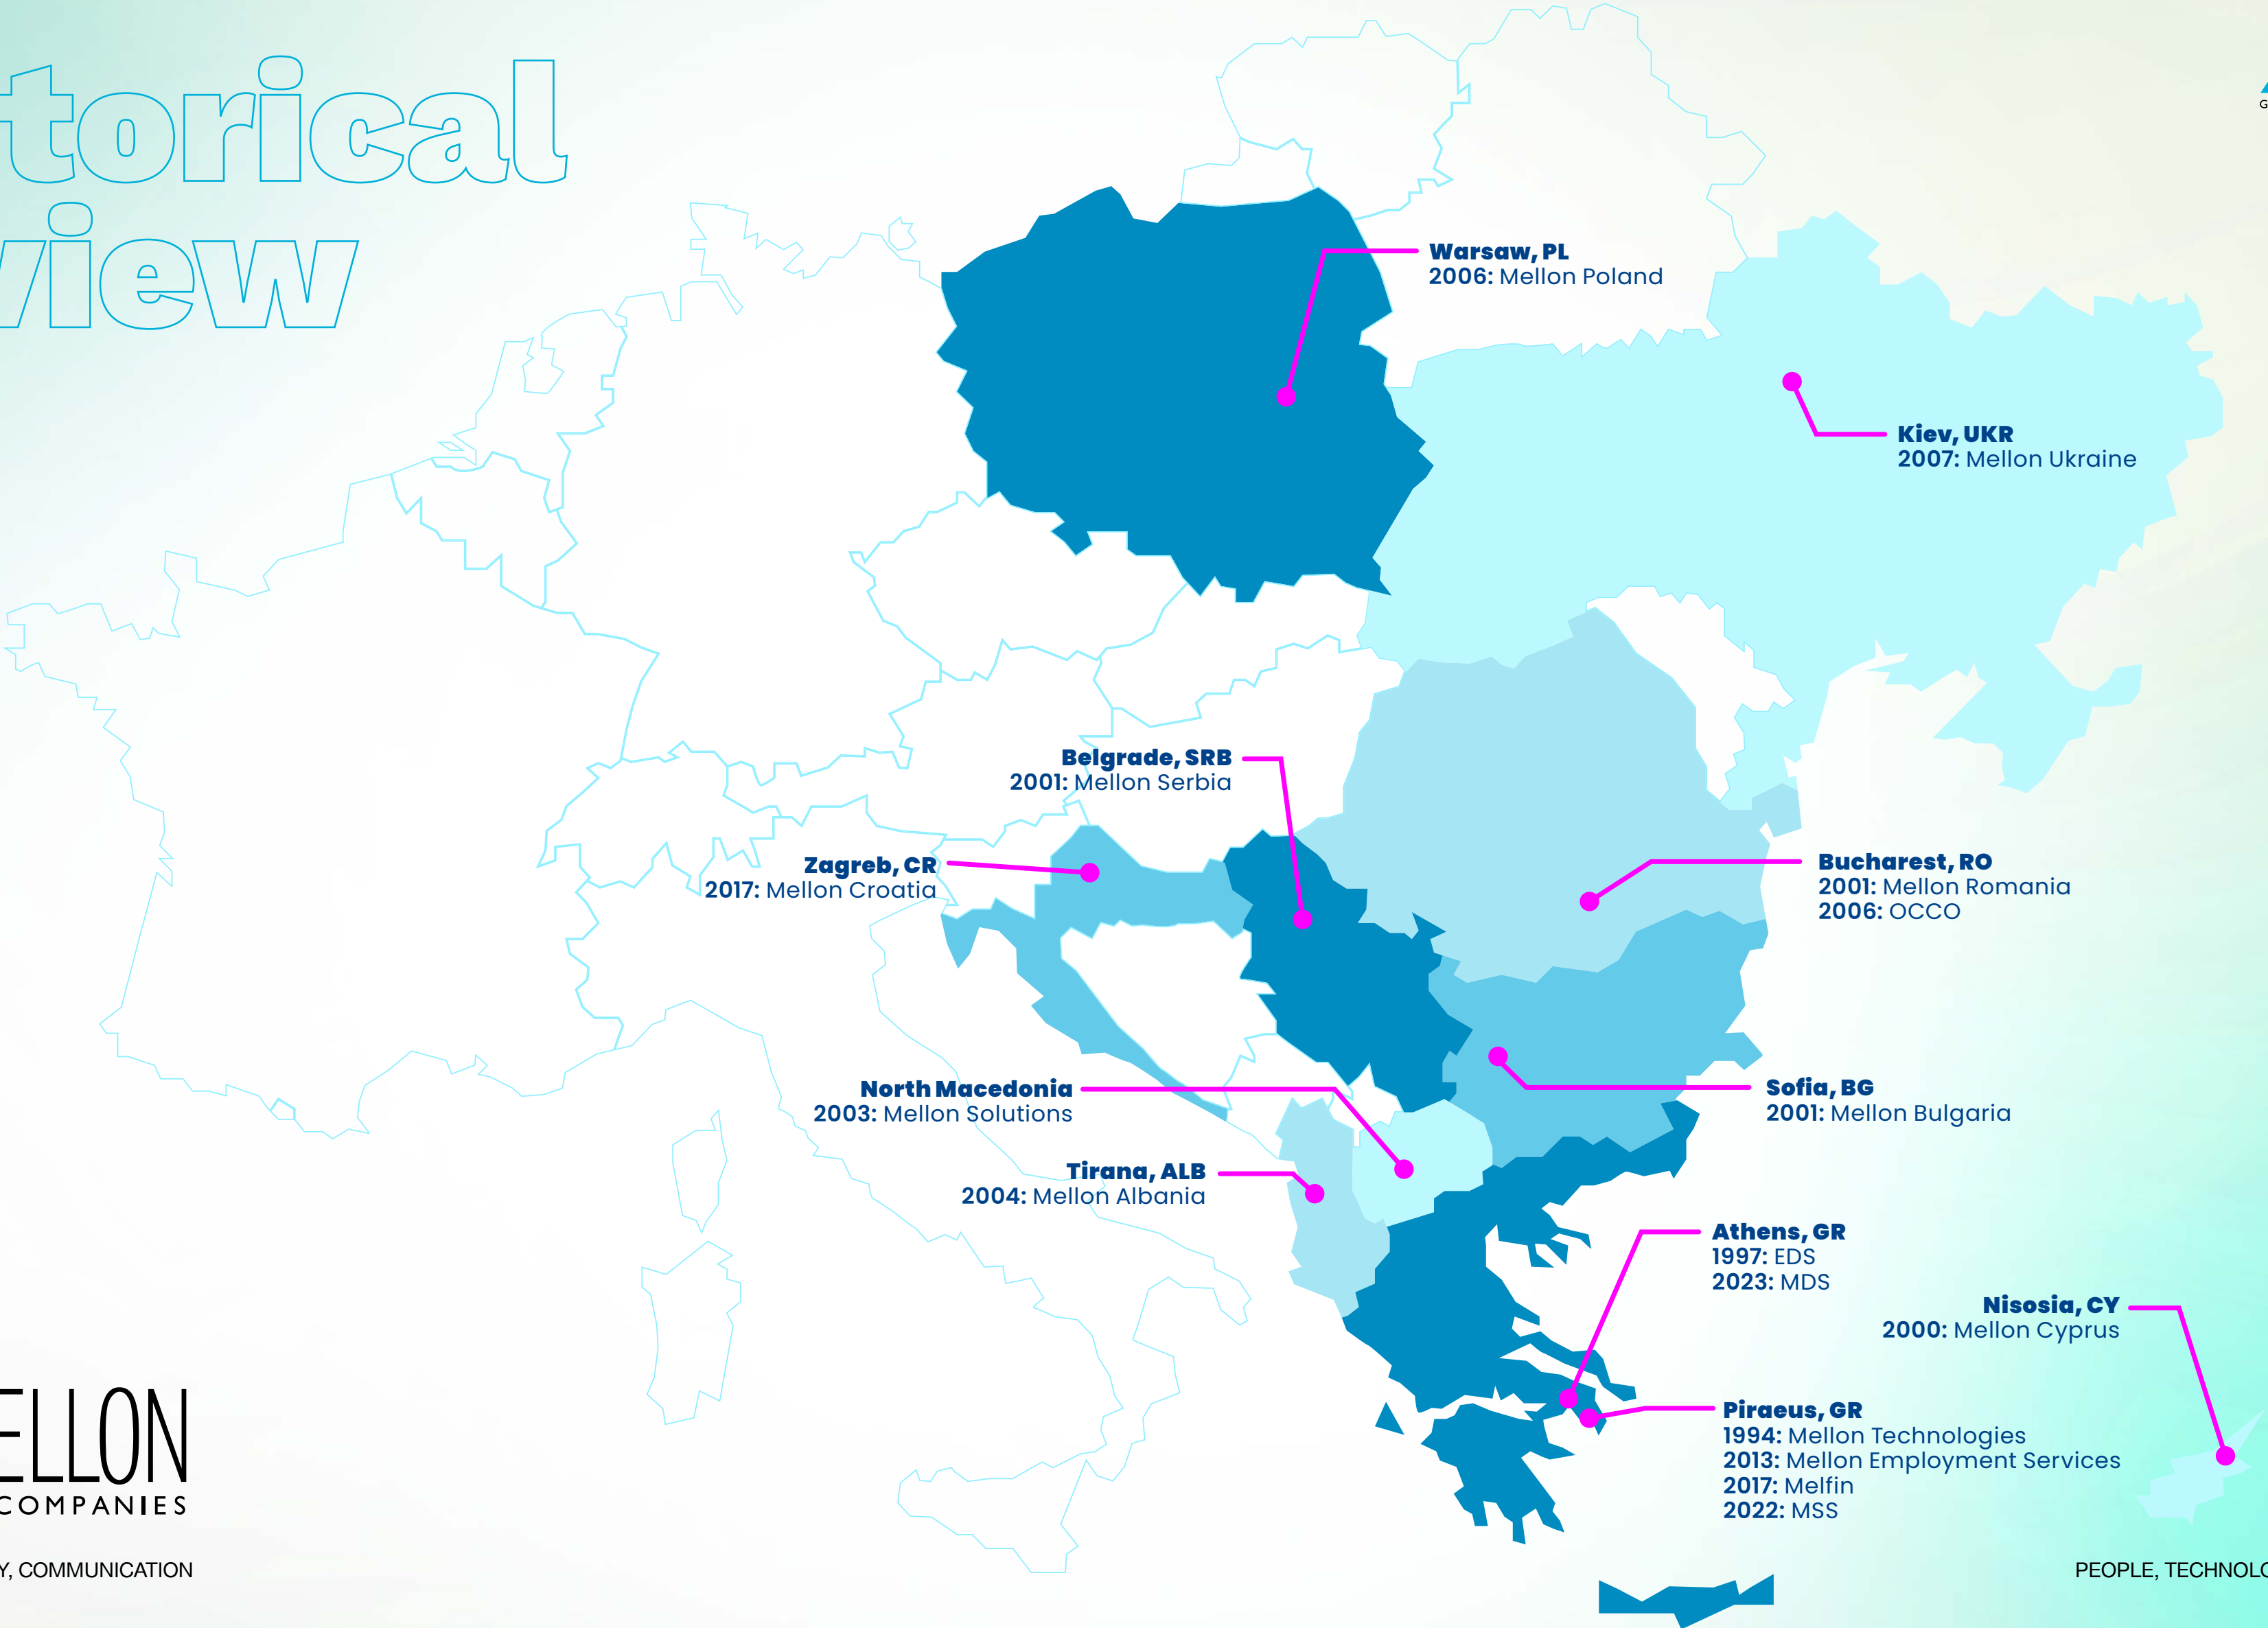 torical
view
G
Warsaw, PL
2006: Mellon Poland
Kiev, UKR
2007: Mellon Ukraine
Belgrade, SRB
2001: Mellon Serbia
Zagreb, CR
2017: Mellon Croatia
Bucharest, RO
2001: Mellon Romania
2006: OCCO
North Macedonia
2003: Mellon Solutions
Sofia, BG
2001: Mellon Bulgaria
Tirana, ALB
2004: Mellon Albania
Athens, GR
1997: EDS
2023: MDS
Nisosia, CY
2000: Mellon Cyprus
Piraeus, GR
1994: Mellon Technologies
2013: Mellon Employment Services
2017: Melfin
2022: MSS
ELLON
COMPANIES
Y, COMMUNICATION
PEOPLE, TECHNOLO